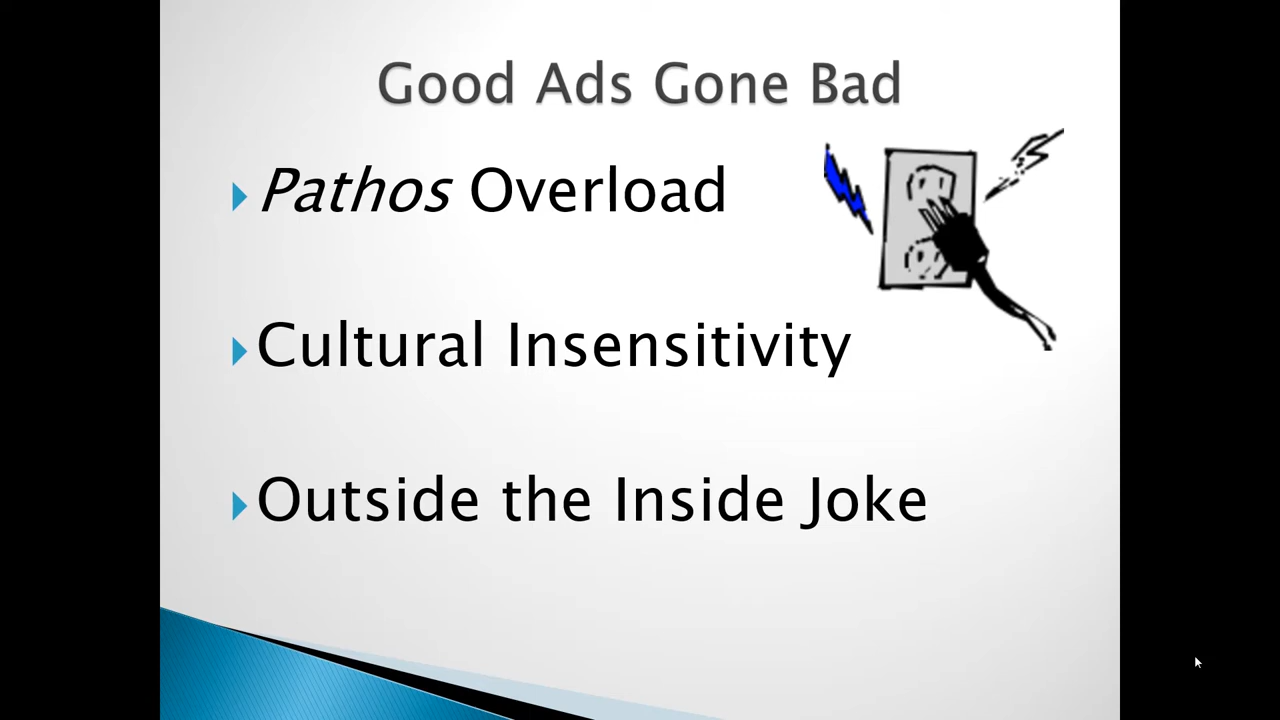 Good Ads Gone Bad
Pathos Overload
Cultural Insensitivity
Outside the Inside Joke